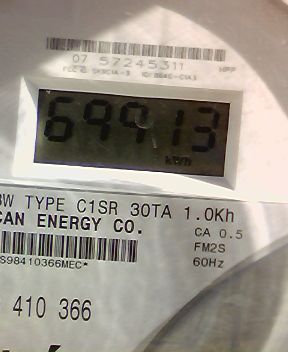 07 57245311
69913
kWh
3W TYPE C1SR 30TA 1.0Kh
CAN ENERGY CO.
CA 0.5
FM2S
60Hz
S98410366MEC*
410 366